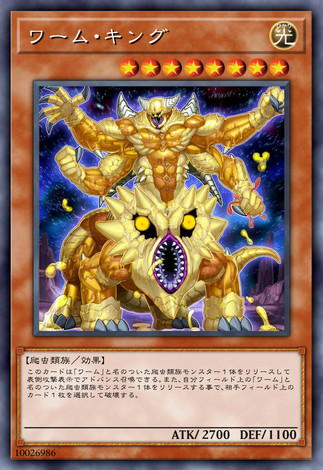 ワーム・キング
光
【爬虫類族/効果】
このカードは「ワーム」と名のついた爬虫類族モンスター1体をリリースして
表側攻撃表示でアドバンス召喚できる。また、自分フィールド上の「ワーム」と
名のついた爬虫類族モンスター1体をリリースする事で、相手フィールド上の
カード1枚を選択して破壊する。
ATK/2700 DEF/1100
10026986